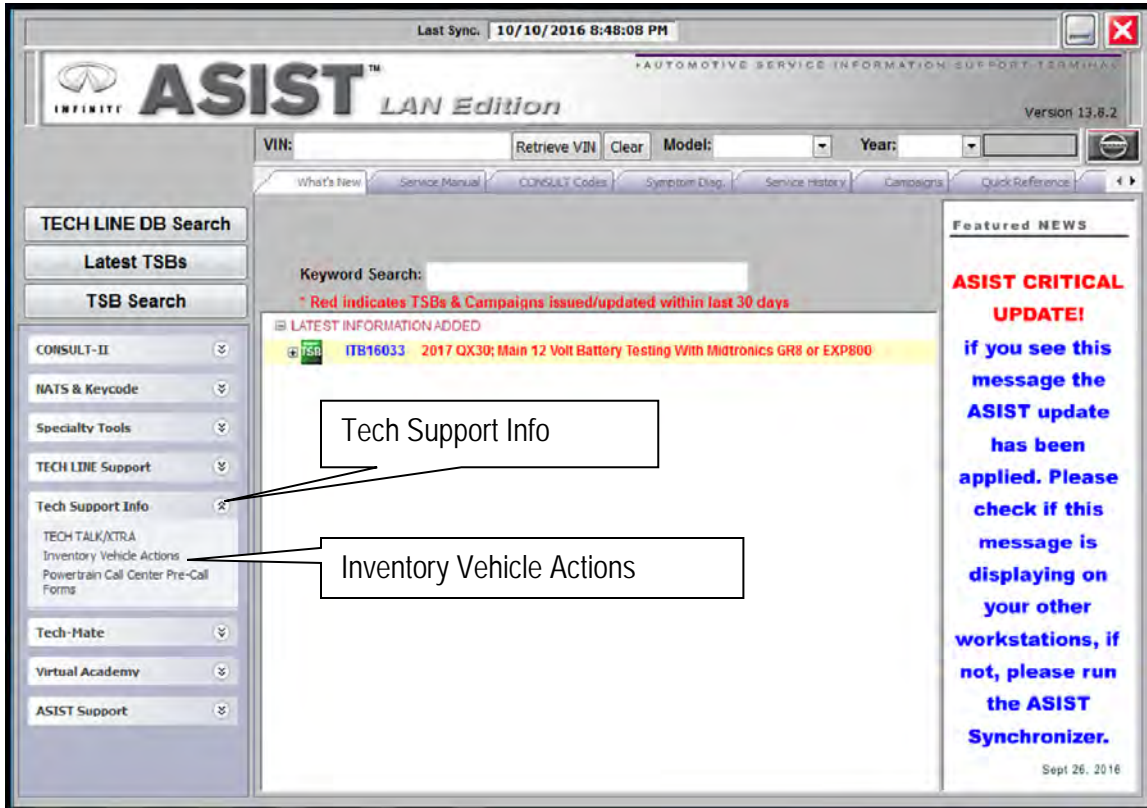 Last Sync. 10/10/2016 8:48:08 PM
INFINITI ASIST™ LAN Edition
AUTOMOTIVE SERVICE INFORMATION SUPPORT TERMINAL
Version 13.8.2
VIN: Retrieve VIN Clear Model: Year:
What's New Service Manual CONSULT Codes Symptom Diag. Service History Campaigns Quick Reference
TECH LINE DB Search
Latest TSBs
TSB Search
CONSULT-II
NATS & Keycode
Specialty Tools
TECH LINE Support
Tech Support Info
TECH TALK/XTRA
Inventory Vehicle Actions
Powertrain Call Center Pre-Call
Forms
Tech-Mate
Virtual Academy
ASIST Support
Keyword Search:
* Red indicates TSBs & Campaigns issued/updated within last 30 days
LATEST INFORMATION ADDED
TSB ITB16033 2017 QX30; Main 12 Volt Battery Testing With Midtronics GR8 or EXP800
Tech Support Info
Inventory Vehicle Actions
Featured NEWS
ASIST CRITICAL
UPDATE!
if you see this
message the
ASIST update
has been
applied. Please
check if this
message is
displaying on
your other
workstations, if
not, please run
the ASIST
Synchronizer.
Sept 26, 2016